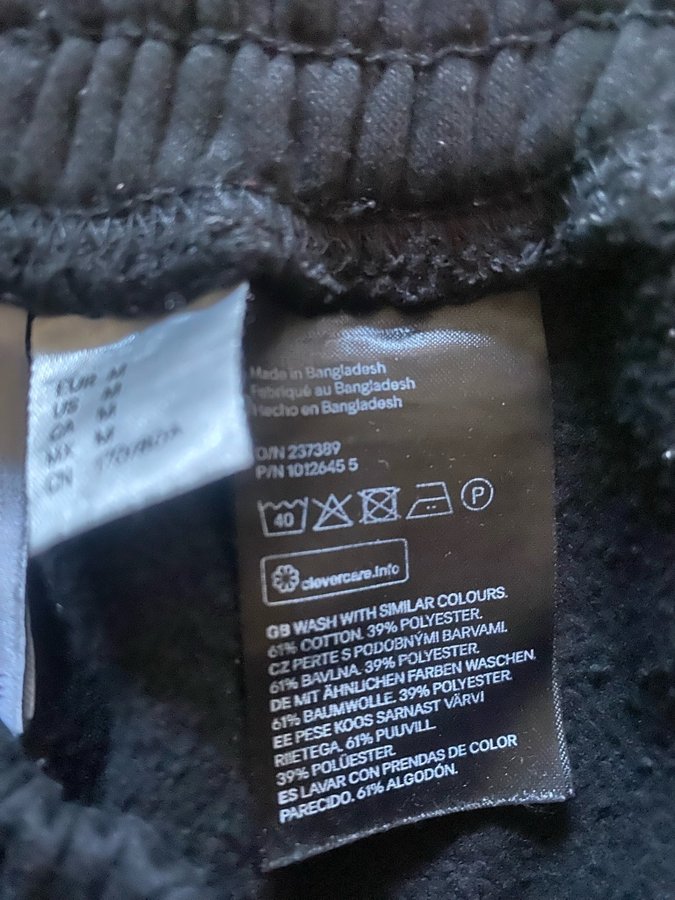 EUR M
US M
CA M
MX M
CN
Made in Bangladesh
Fabriqué au Bangladesh
Hecho en Bangladesh
O/N 237389
P/N 1012645 5
40
P
clevercare.info
GB WASH WITH SIMILAR COLOURS.
61% COTTON. 39% POLYESTER.
CZ PERTE S PODOBNÝMI BARVAMI.
61% BAVLNA. 39% POLYESTER.
DE MIT ÄHNLICHEN FARBEN WASCHEN.
61% BAUMWOLLE. 39% POLYESTER.
EE PESE KOOS SARNAST VÄRVI
RIIETEGA. 61% PUUVILL.
39% POLÜESTER.
ES LAVAR CON PRENDAS DE COLOR
PARECIDO. 61% ALGODÓN.